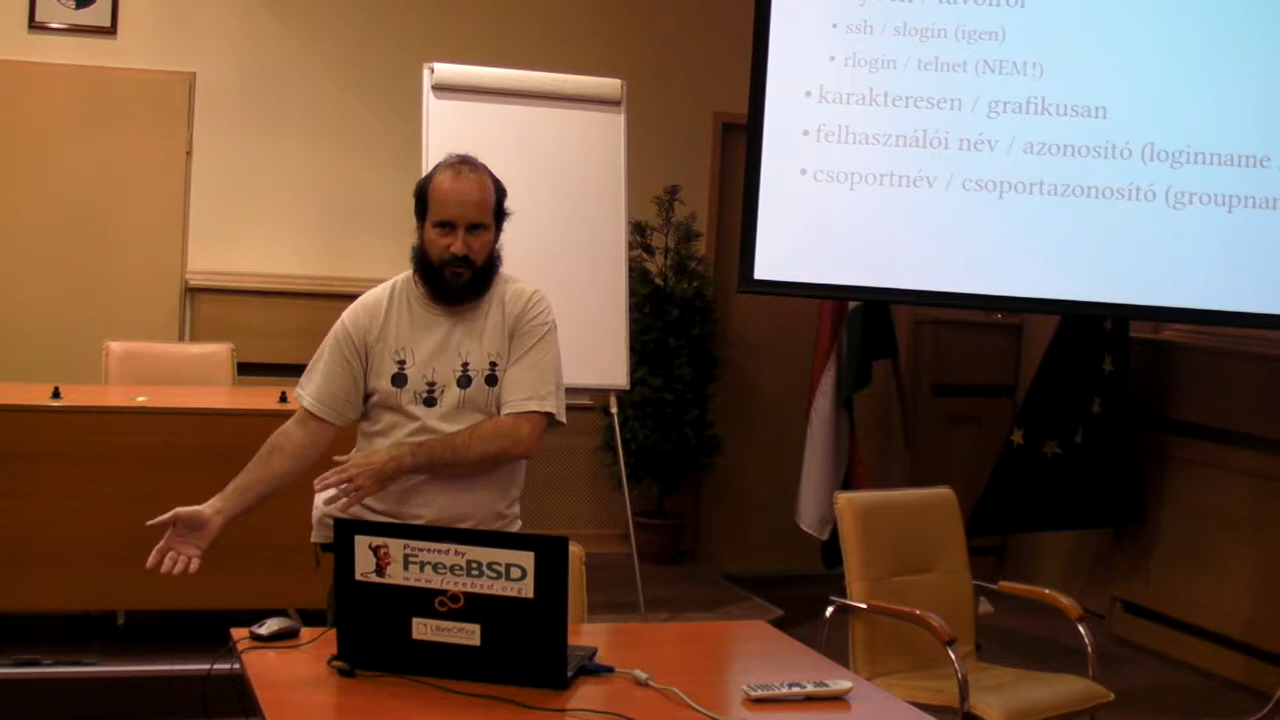 ssh / slogin (igen)
rlogin / telnet (NEM!)
karakteresen / grafikusan
felhasználói név / azonosító (loginname
csoportnév / csoportazonosító (groupnam
Powered by
FreeBSD
www.freebsd.org
LibreOffice